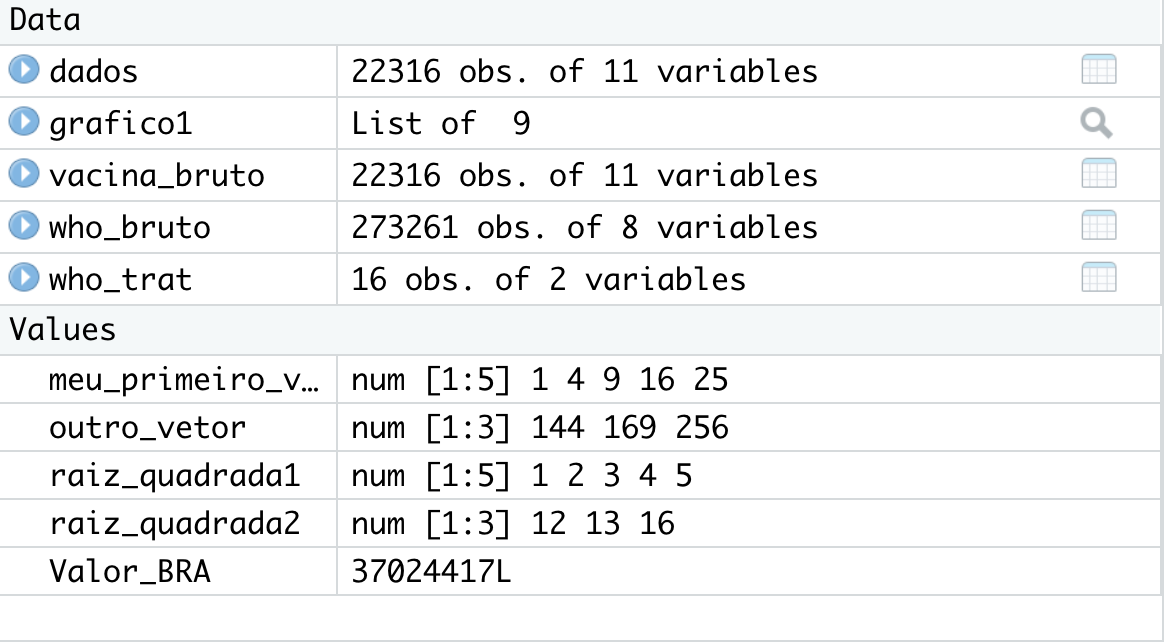 Data
dados 22316 obs. of 11 variables
grafico1 List of  9
vacina_bruto 22316 obs. of 11 variables
who_bruto 273261 obs. of 8 variables
who_trat 16 obs. of 2 variables
Values
meu_primeiro_v… num [1:5] 1 4 9 16 25
outro_vetor num [1:3] 144 169 256
raiz_quadrada1 num [1:5] 1 2 3 4 5
raiz_quadrada2 num [1:3] 12 13 16
Valor_BRA 37024417L